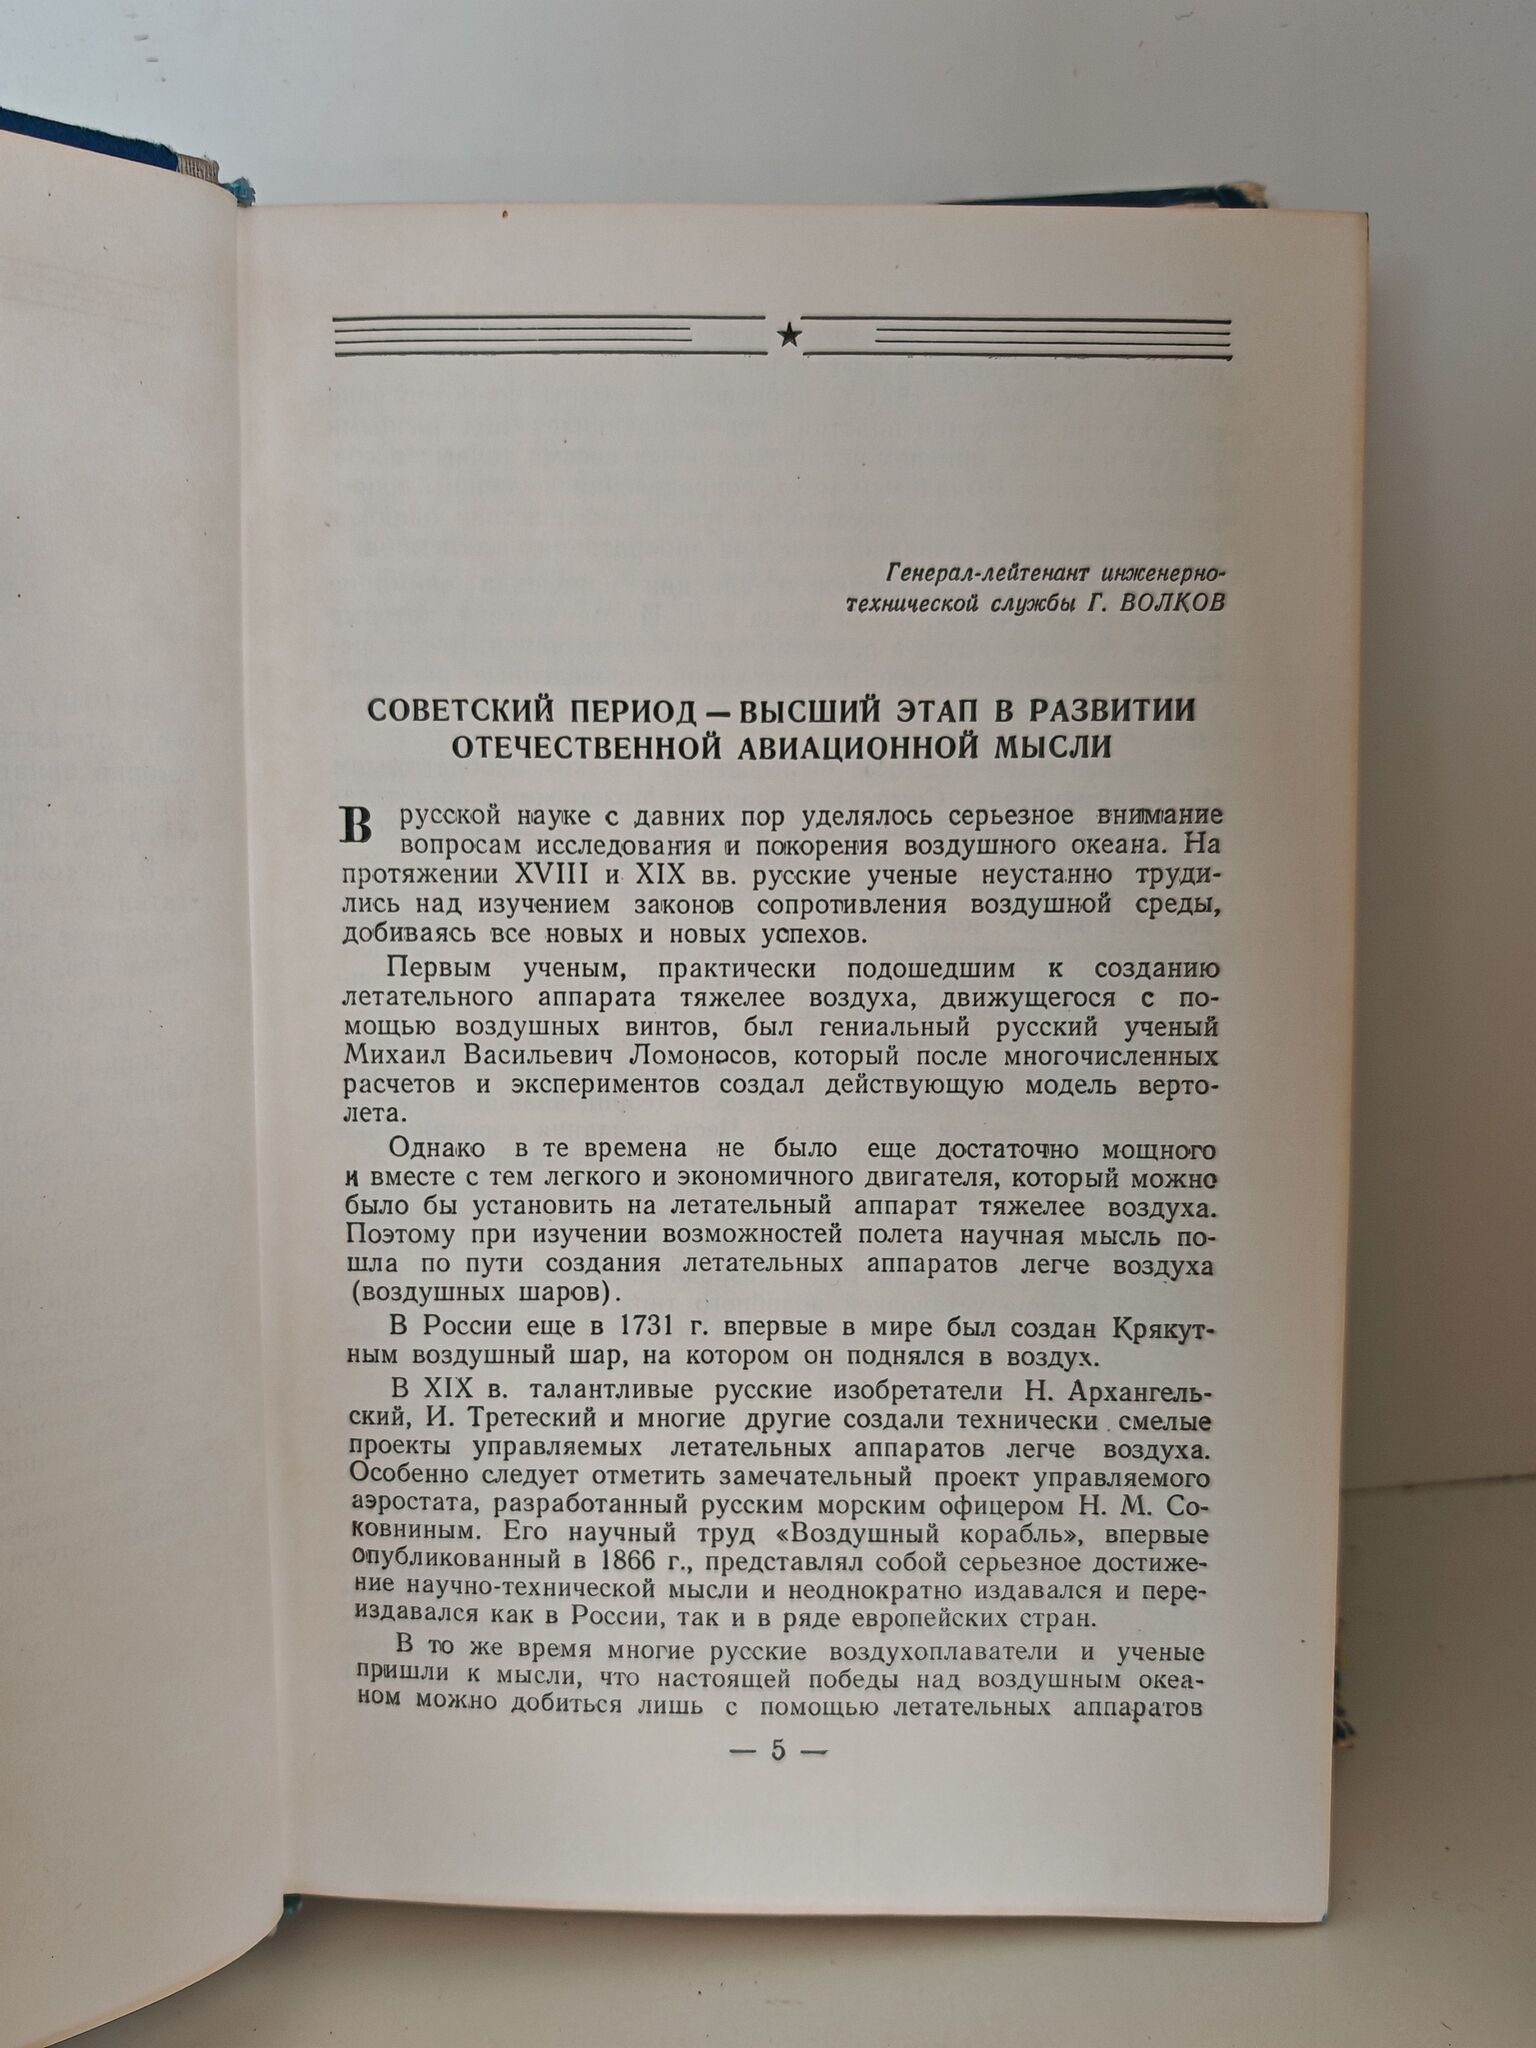 Генерал-лейтенант инженерно-
технической службы Г. ВОЛКОВ
СОВЕТСКИЙ ПЕРИОД — ВЫСШИЙ ЭТАП В РАЗВИТИИ
ОТЕЧЕСТВЕННОЙ АВИАЦИОННОЙ МЫСЛИ
В русской науке с давних пор уделялось серьезное внимание
вопросам исследования и покорения воздушного океана. На
протяжении XVIII и XIX вв. русские ученые неустанно труди-
лись над изучением законов сопротивления воздушной среды,
добиваясь все новых и новых успехов.
Первым ученым, практически подошедшим к созданию
летательного аппарата тяжелее воздуха, движущегося с по-
мощью воздушных винтов, был гениальный русский ученый
Михаил Васильевич Ломоносов, который после многочисленных
расчетов и экспериментов создал действующую модель верто-
лета.
Однако в те времена не было еще достаточно мощного
и вместе с тем легкого и экономичного двигателя, который можно
было бы установить на летательный аппарат тяжелее воздуха.
Поэтому при изучении возможностей полета научная мысль по-
шла по пути создания летательных аппаратов легче воздуха
(воздушных шаров).
В России еще в 1731 г. впервые в мире был создан Крякут-
ным воздушный шар, на котором он поднялся в воздух.
В XIX в. талантливые русские изобретатели Н. Архангель-
ский, И. Третеский и многие другие создали технически смелые
проекты управляемых летательных аппаратов легче воздуха.
Особенно следует отметить замечательный проект управляемого
аэростата, разработанный русским морским офицером Н. М. Со-
ковниным. Его научный труд «Воздушный корабль», впервые
опубликованный в 1866 г., представлял собой серьезное достиже-
ние научно-технической мысли и неоднократно издавался и пере-
издавался как в России, так и в ряде европейских стран.
В то же время многие русские воздухоплаватели и ученые
пришли к мысли, что настоящей победы над воздушным океа-
ном можно добиться лишь с помощью летательных аппаратов
— 5 —